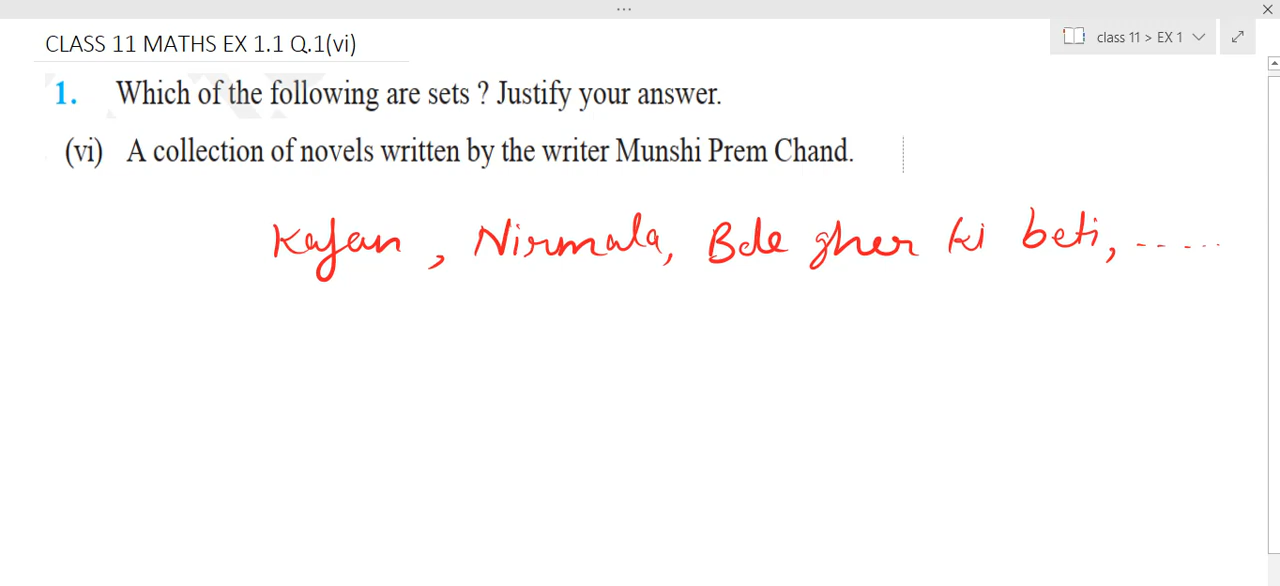 CLASS 11 MATHS EX 1.1 Q.1(vi)
class 11 > EX 1
1. Which of the following are sets ? Justify your answer.
(vi) A collection of novels written by the writer Munshi Prem Chand.
Kafan, Nirmala, Bde gher ki beti, .....